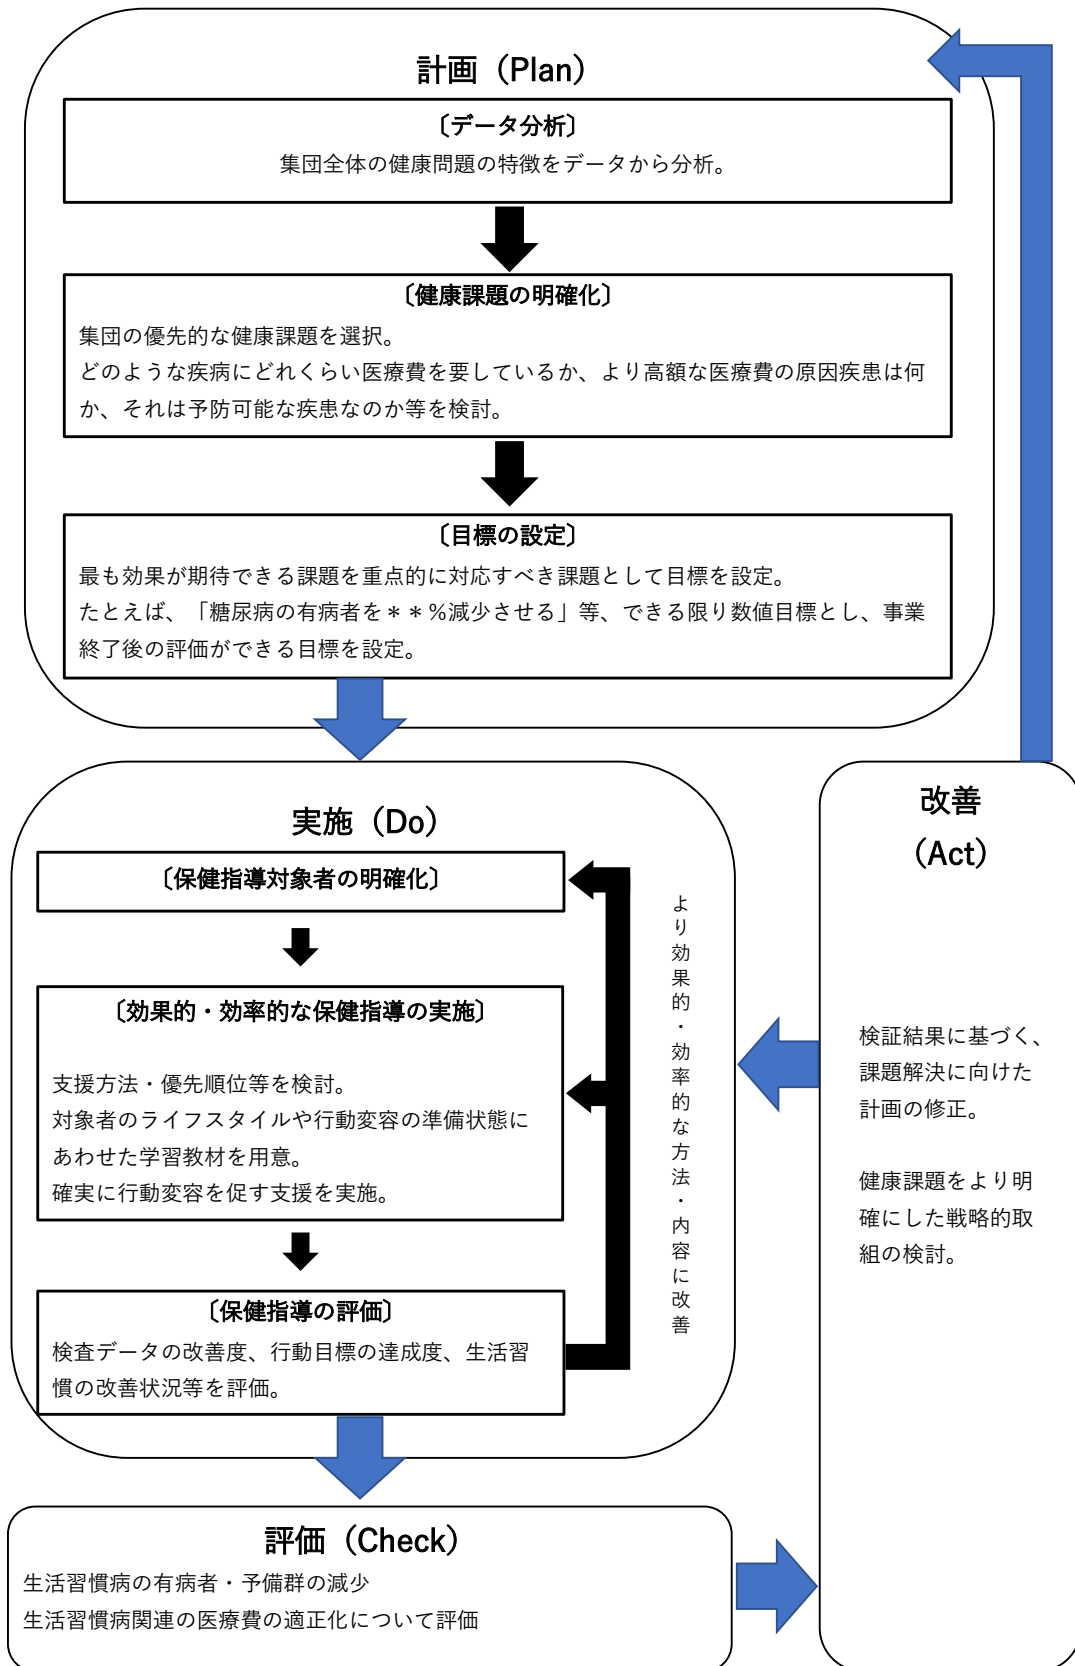 計画（Plan）
〔データ分析〕
集団全体の健康問題の特徴をデータから分析。
〔健康課題の明確化〕
集団の優先的な健康課題を選択。
どのような疾病にどれくらい医療費を要しているか、より高額な医療費の原因疾患は何
か、それは予防可能な疾患なのか等を検討。
〔目標の設定〕
最も効果が期待できる課題を重点的に対応すべき課題として目標を設定。
たとえば、「糖尿病の有病者を＊＊％減少させる」等、できる限り数値目標とし、事業
終了後の評価ができる目標を設定。
実施（Do）
〔保健指導対象者の明確化〕
〔効果的・効率的な保健指導の実施〕
支援方法・優先順位等を検討。
対象者のライフスタイルや行動変容の準備状態に
あわせた学習教材を用意。
確実に行動変容を促す支援を実施。
〔保健指導の評価〕
検査データの改善度、行動目標の達成度、生活習
慣の改善状況等を評価。
より効果的・効率的な方法・内容に改善
改善
（Act）
検証結果に基づく、
課題解決に向けた
計画の修正。
健康課題をより明
確にした戦略的取
組の検討。
評価（Check）
生活習慣病の有病者・予備群の減少
生活習慣病関連の医療費の適正化について評価